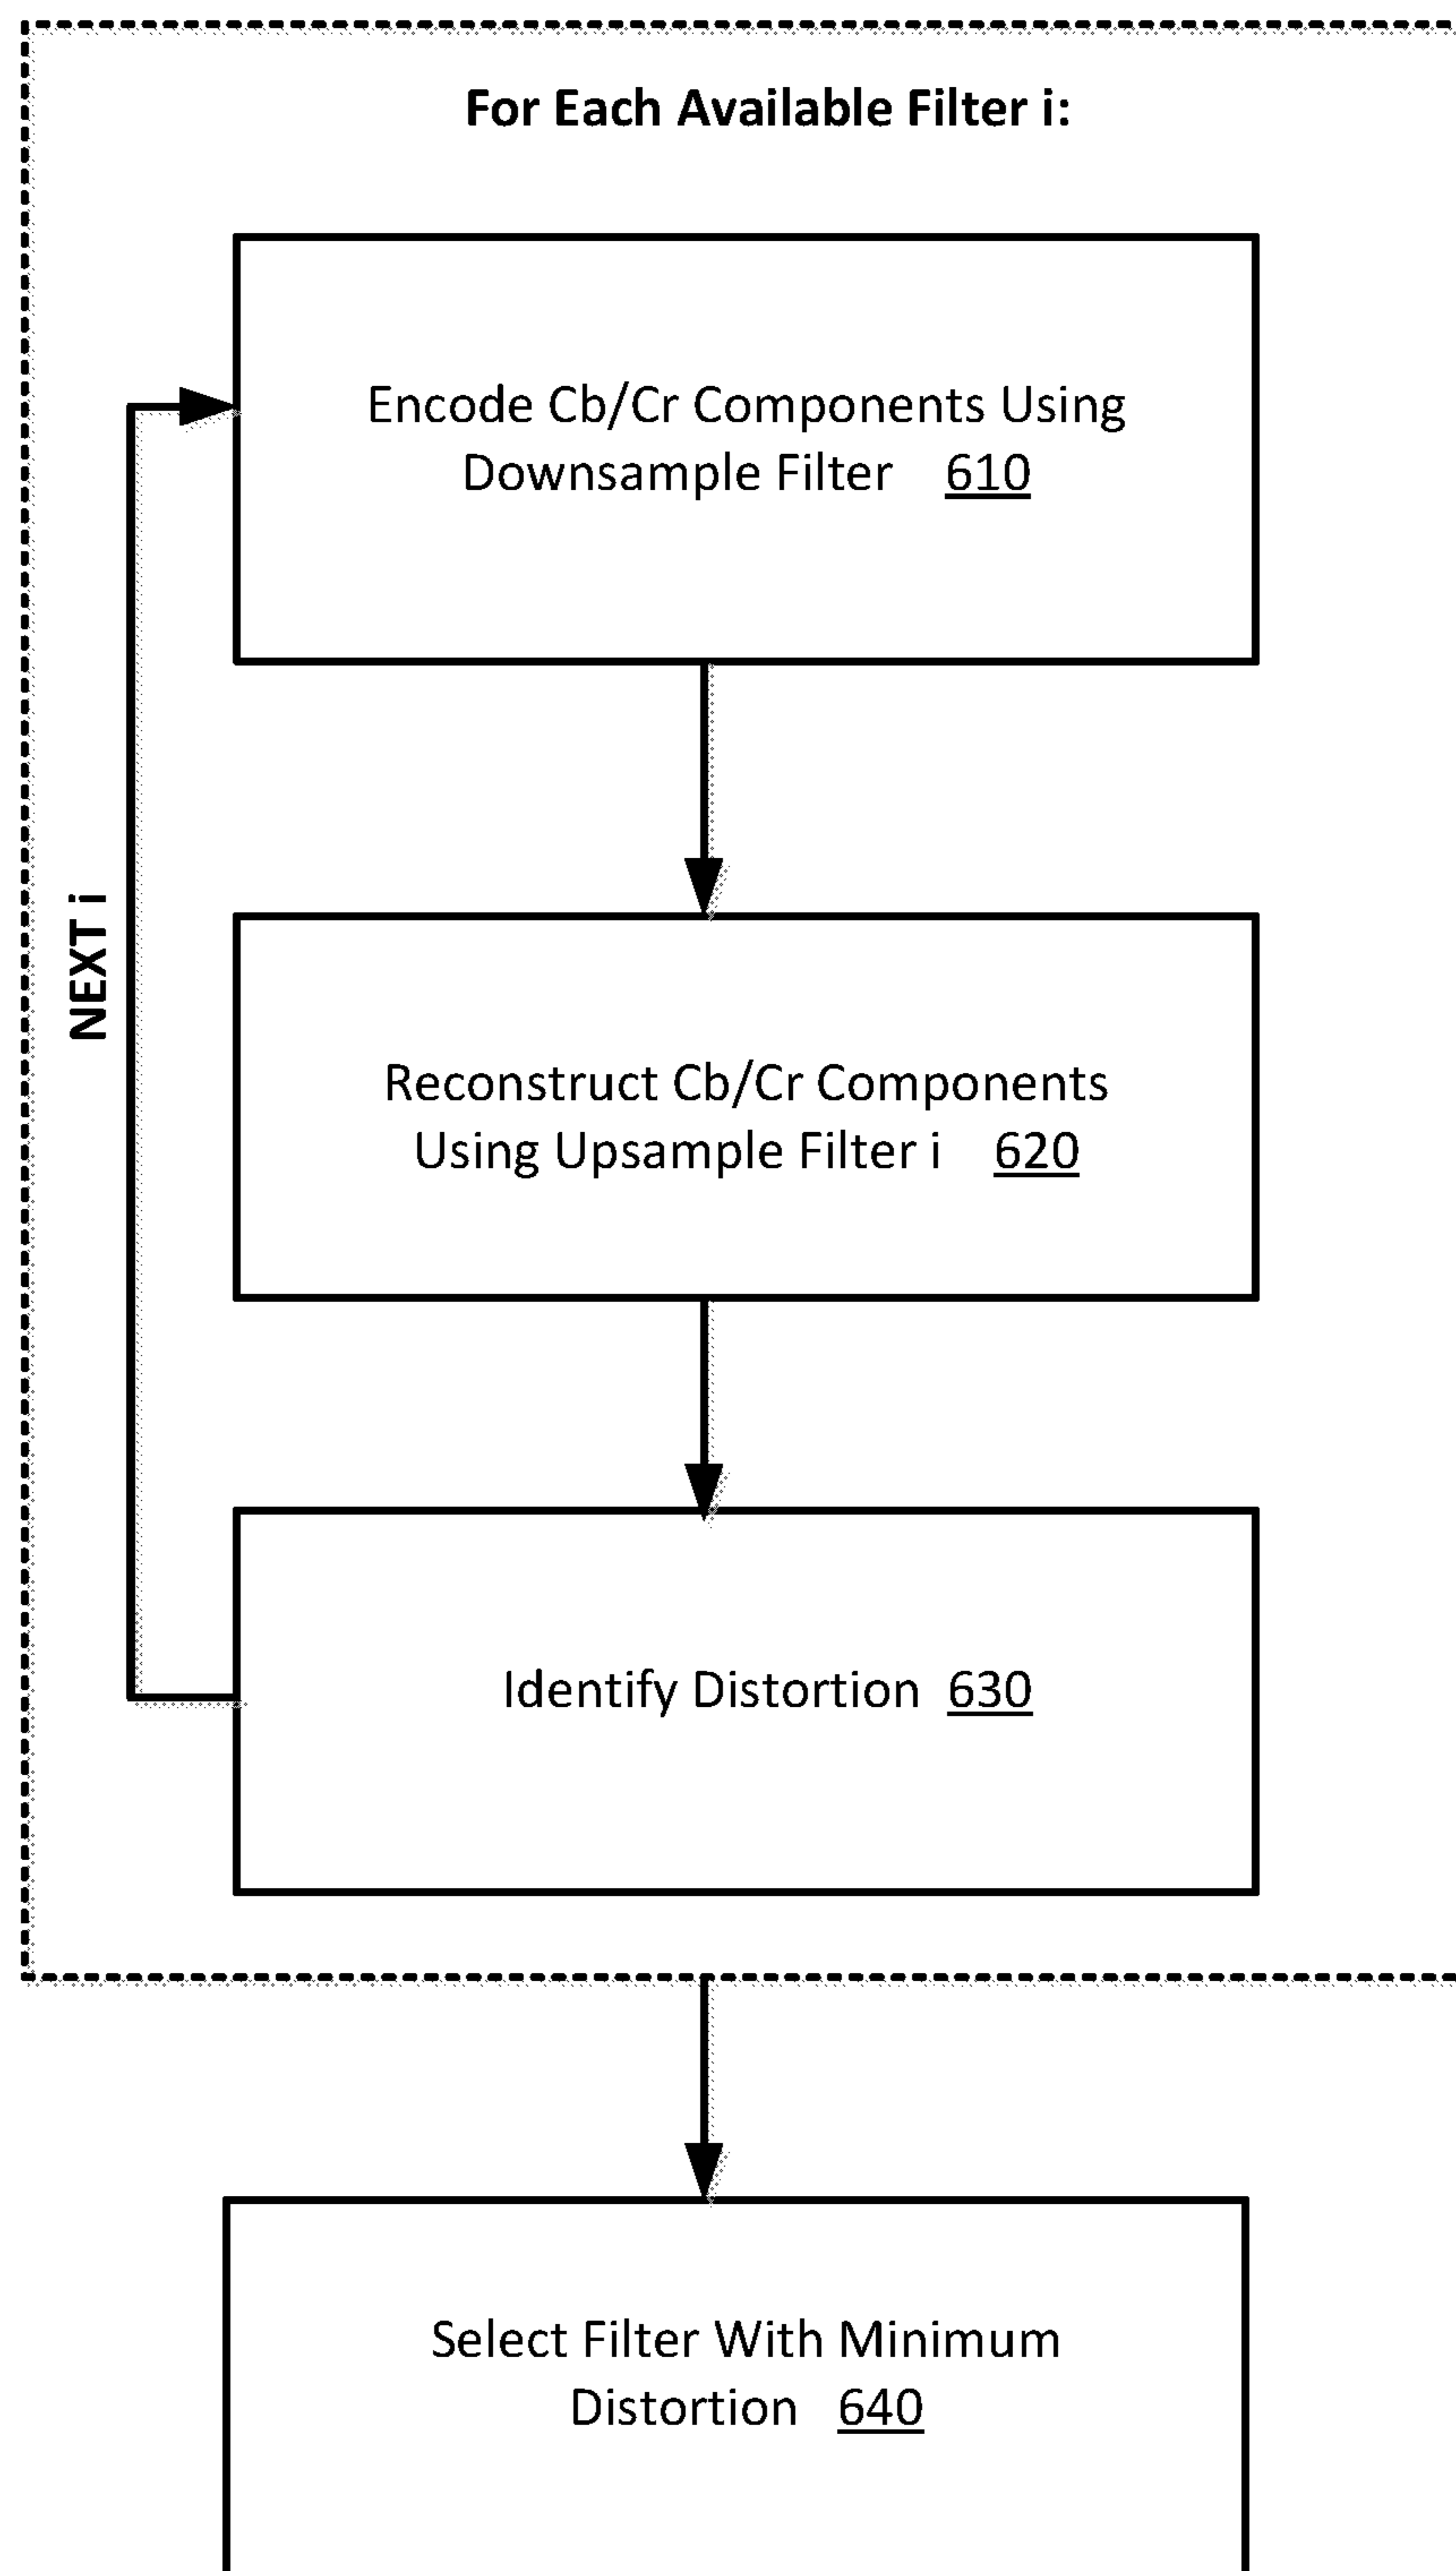 For Each Available Filter i:
Encode Cb/Cr Components Using
Downsample Filter 610
NEXT i
Reconstruct Cb/Cr Components
Using Upsample Filter i 620
Identify Distortion 630
Select Filter With Minimum
Distortion 640